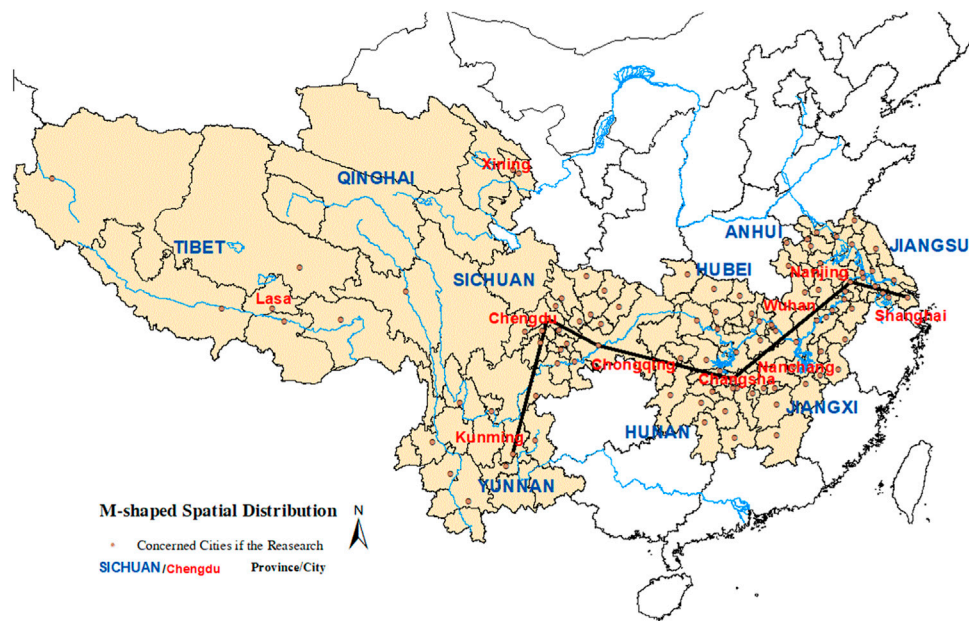 Xining
QINGHAI
ANHUI
JIANGSU
TIBET
SICHUAN
HUBEI
Nanjing
Lasa
Wuhan
Shanghai
Chengdu
Chongqing
Nanchang
Changsha
JIANGXI
Kunming
HUNAN
YUNNAN
M-shaped Spatial Distribution
N
Concerned Cities if the Reasearch
SICHUAN/Chengdu Province/City